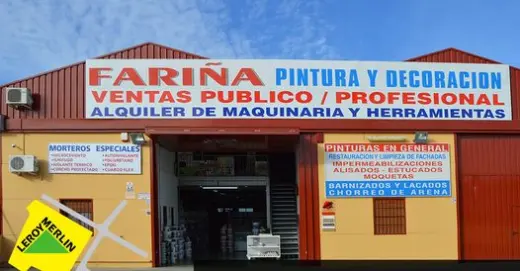 FARIÑA PINTURA Y DECORACION
VENTAS PUBLICO / PROFESIONAL
ALQUILER DE MAQUINARIA Y HERRAMIENTAS
MORTEROS ESPECIALES
PINTURAS EN GENERAL
RESTAURACION Y LIMPIEZA DE FACHADAS
IMPERMEABILIZACIONES
ALISADOS - ESTUCADOS
MOQUETAS
BARNIZADOS Y LACADOS
CHORREO DE ARENA
LEROY MERLIN